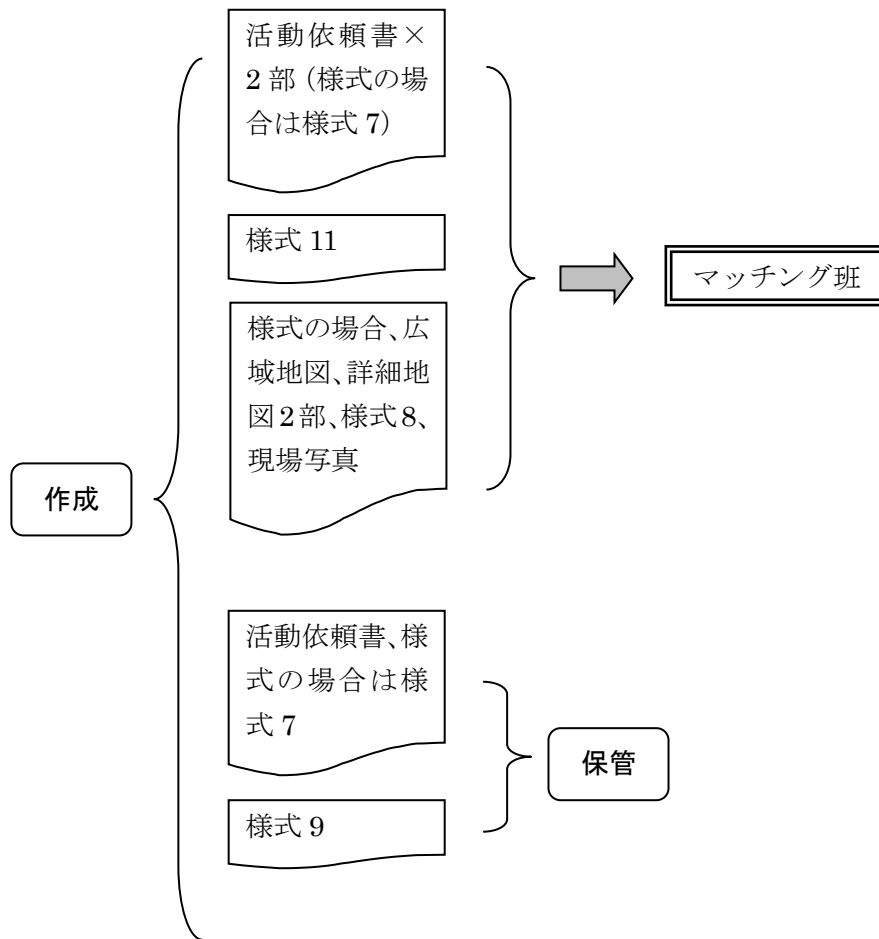 活動依頼書×
2部（様式の場
合は様式7）
様式11
マッチング班
様式の場合、広
域地図、詳細地
図2部、様式8、
現場写真
作成
活動依頼書、様
式の場合は様
式7
保管
様式9